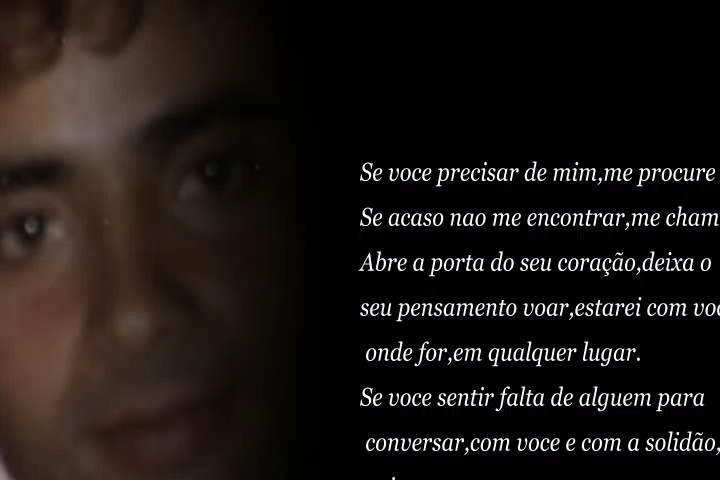 Se voce precisar de mim,me procure
Se acaso nao me encontrar,me cham
Abre a porta do seu coração,deixa o
seu pensamento voar,estarei com voc
onde for,em qualquer lugar.
Se voce sentir falta de alguem para
conversar,com voce e com a solidão,